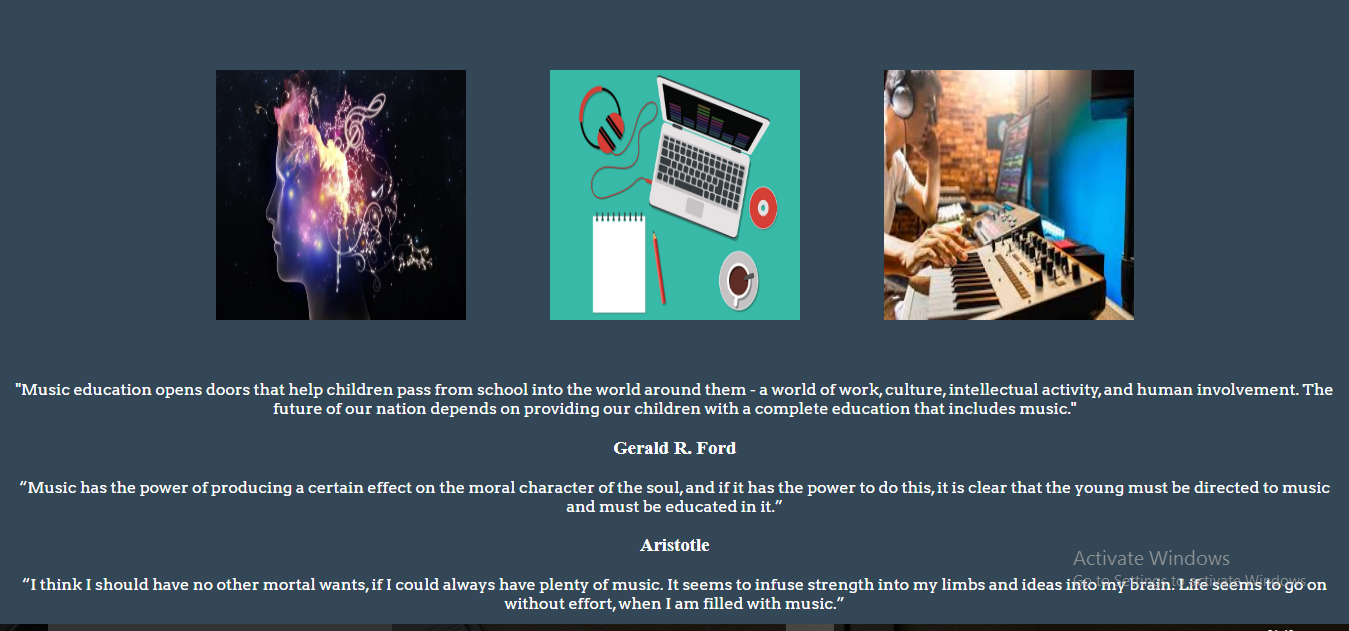 "Music education opens doors that help children pass from school into the world around them - a world of work, culture, intellectual activity, and human involvement. The
future of our nation depends on providing our children with a complete education that includes music."
Gerald R. Ford
“Music has the power of producing a certain effect on the moral character of the soul, and if it has the power to do this, it is clear that the young must be directed to music
and must be educated in it.”
Aristotle
Activate Windows
Go to Settings to activate Windows.
“I think I should have no other mortal wants, if I could always have plenty of music. It seems to infuse strength into my limbs and ideas into my brain. Life seems to go on
without effort, when I am filled with music.”